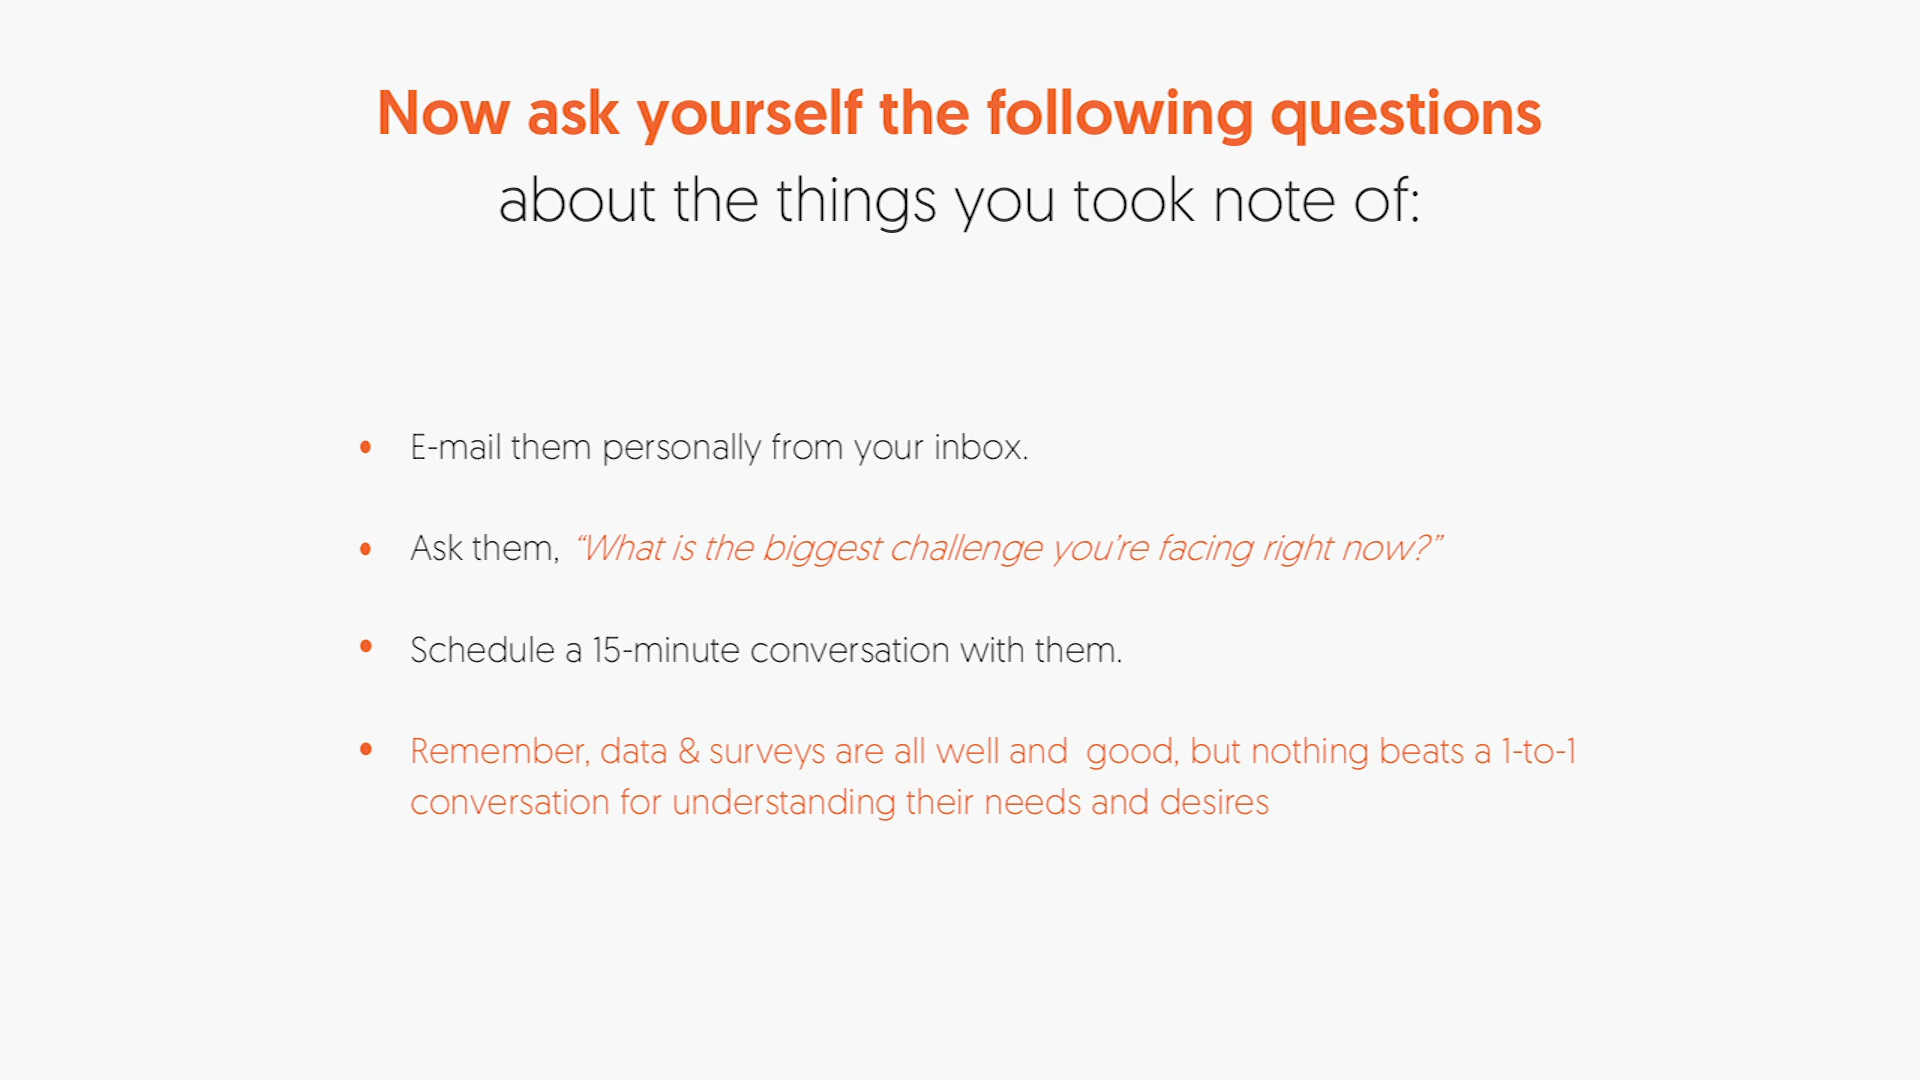 Now ask yourself the following questions
about the things you took note of:
• E-mail them personally from your inbox.
• Ask them, “What is the biggest challenge you’re facing right now?”
• Schedule a 15-minute conversation with them.
• Remember, data & surveys are all well and good, but nothing beats a 1-to-1
conversation for understanding their needs and desires